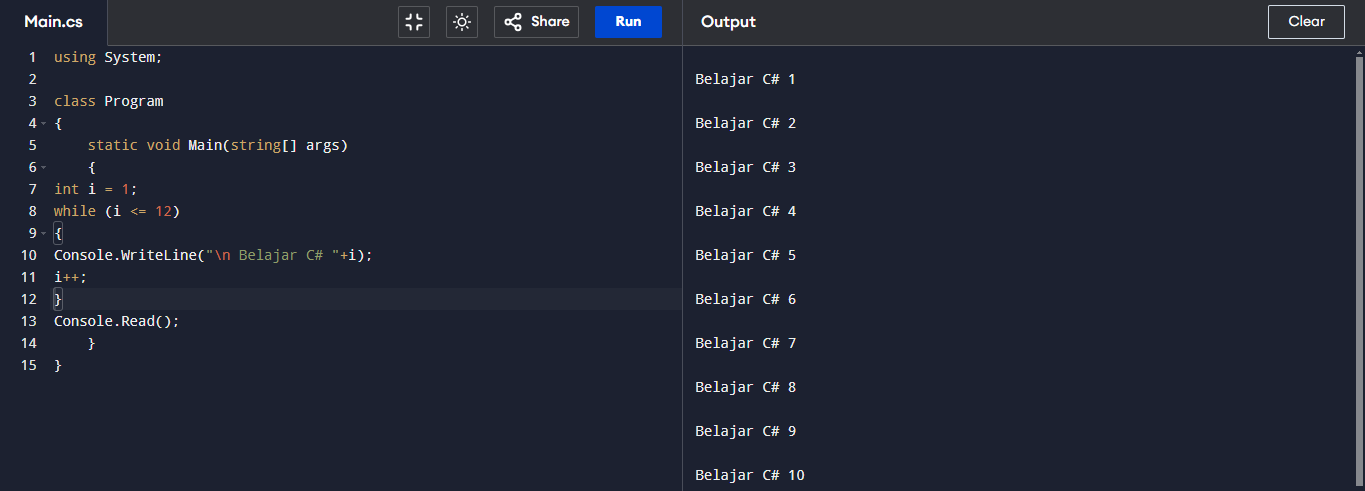 Main.cs
Share
Run
Output
Clear
1 using System;
2
3 class Program
4 {
5     static void Main(string[] args)
6     {
7 int i = 1;
8 while (i <= 12)
9 {
10 Console.WriteLine("\n Belajar C# "+i);
11 i++;
12 }
13 Console.Read();
14     }
15 }
Belajar C# 1
Belajar C# 2
Belajar C# 3
Belajar C# 4
Belajar C# 5
Belajar C# 6
Belajar C# 7
Belajar C# 8
Belajar C# 9
Belajar C# 10